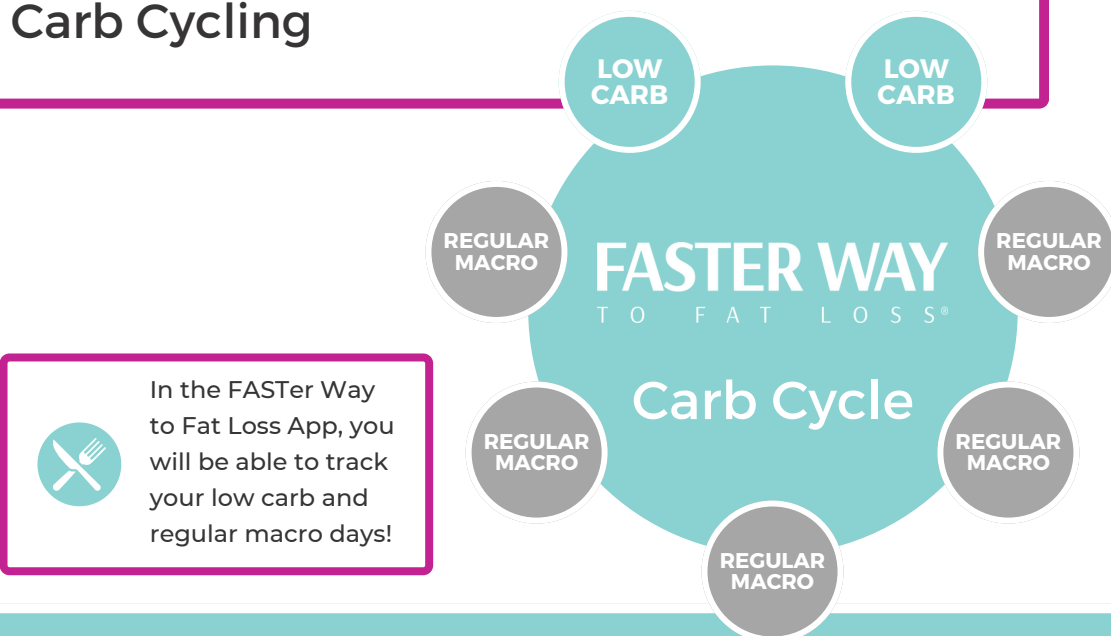 Carb Cycling
LOW
CARB
LOW
CARB
REGULAR
MACRO
REGULAR
MACRO
FASTER WAY
TO FAT LOSS®
Carb Cycle
In the FASTer Way
to Fat Loss App, you
will be able to track
your low carb and
regular macro days!
REGULAR
MACRO
REGULAR
MACRO
REGULAR
MACRO